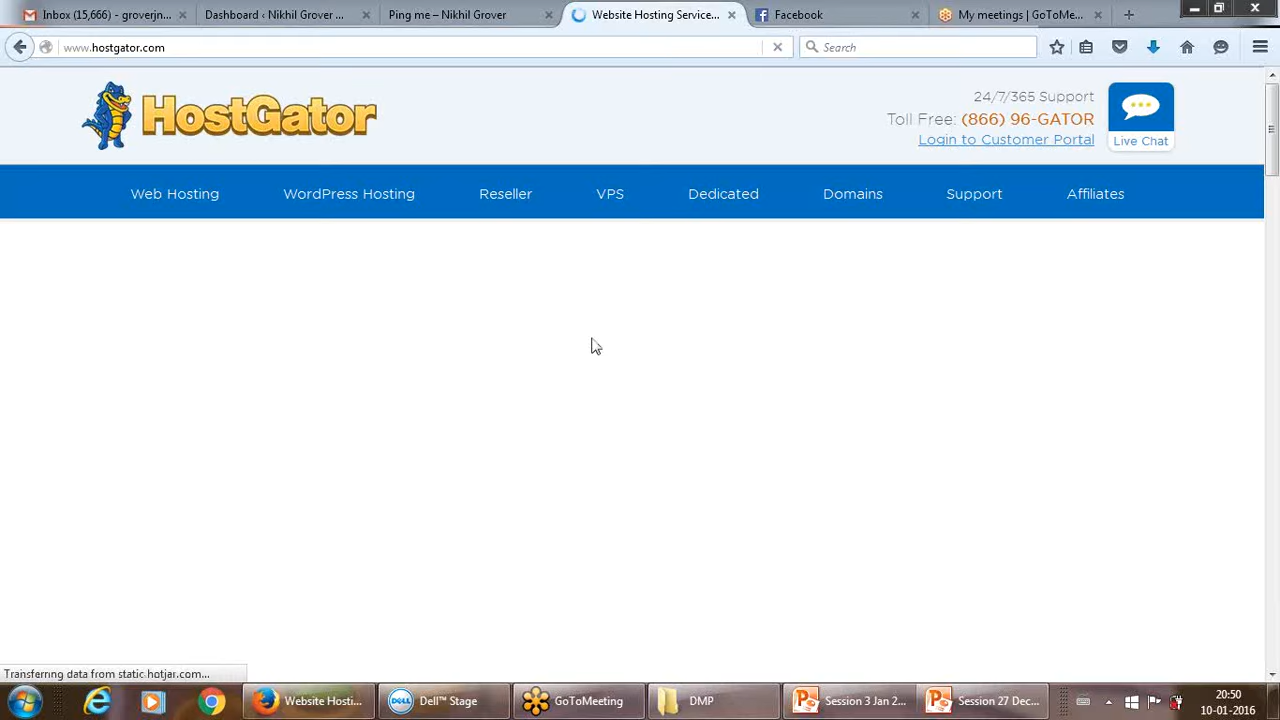 Inbox (15,666) - groverjn...
Dashboard ‹ Nikhil Grover ...
Ping me – Nikhil Grover
Website Hosting Service...
Facebook
My meetings | GoToMe...
www.hostgator.com
Search
HostGator
24/7/365 Support
Toll Free: (866) 96-GATOR
Login to Customer Portal
Live Chat
Web Hosting
WordPress Hosting
Reseller
VPS
Dedicated
Domains
Support
Affiliates
Transferring data from static.hotjar.com...
Website Hosti...
Dell™ Stage
GoToMeeting
DMP
Session 3 Jan 2...
Session 27 Dec...
20:50
10-01-2016